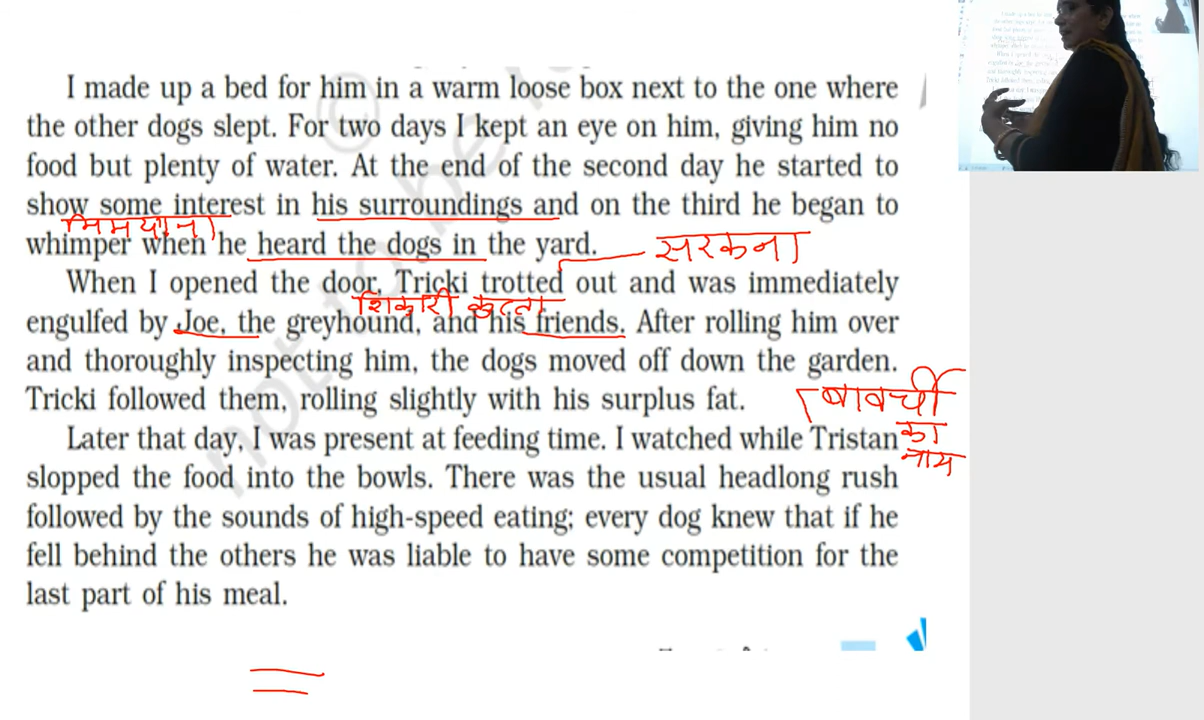 I made up a bed for him in a warm loose box next to the one where
the other dogs slept. For two days I kept an eye on him, giving him no
food but plenty of water. At the end of the second day he started to
show some interest in his surroundings and on the third he began to
मिमयाना
whimper when he heard the dogs in the yard.
सरकना
When I opened the door, Tricki trotted out and was immediately
शिकारी कुत्ता
engulfed by Joe, the greyhound, and his friends. After rolling him over
and thoroughly inspecting him, the dogs moved off down the garden.
Tricki followed them, rolling slightly with his surplus fat.
बावर्ची
Later that day, I was present at feeding time. I watched while Tristan
का
नाम
slopped the food into the bowls. There was the usual headlong rush
followed by the sounds of high-speed eating; every dog knew that if he
fell behind the others he was liable to have some competition for the
last part of his meal.